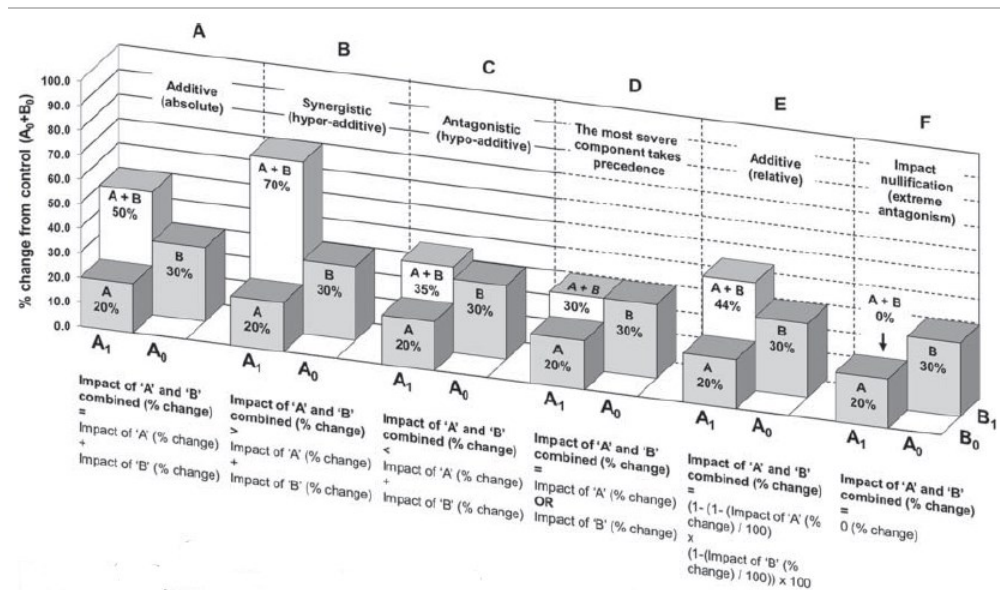 A
B
C
D
E
F
Additive
(absolute)
Synergistic
(hyper-additive)
Antagonistic
(hypo-additive)
The most severe
component takes
precedence
Additive
(relative)
Impact
nullification
(extreme
antagonism)
% change from control (A₀+B₀)
100.0
90.0
80.0
70.0
60.0
50.0
40.0
30.0
20.0
10.0
0.0
A + B
50%
B
30%
A
20%
A + B
70%
B
30%
A
20%
A + B
35%
B
30%
A
20%
A + B
30%
B
30%
A
20%
A + B
44%
B
30%
A
20%
A + B
0%
B
30%
A
20%
A₁ A₀
A₁ A₀
A₁ A₀
A₁ A₀
A₁ A₀
A₁ A₀
B₁
B₀
Impact of ‘A’ and ‘B’
combined (% change)
=
Impact of ‘A’ (% change)
+
Impact of ‘B’ (% change)
Impact of ‘A’ and ‘B’
combined (% change)
>
Impact of ‘A’ (% change)
+
Impact of ‘B’ (% change)
Impact of ‘A’ and ‘B’
combined (% change)
<
Impact of ‘A’ (% change)
+
Impact of ‘B’ (% change)
Impact of ‘A’ and ‘B’
combined (% change)
=
Impact of ‘A’ (% change)
OR
Impact of ‘B’ (% change)
Impact of ‘A’ and ‘B’
combined (% change)
=
(1- (1- (Impact of ‘A’ (%
change) / 100)
x
(1-(Impact of ‘B’ (%
change) / 100)) x 100
Impact of ‘A’ and ‘B’
combined (% change)
=
0 (% change)